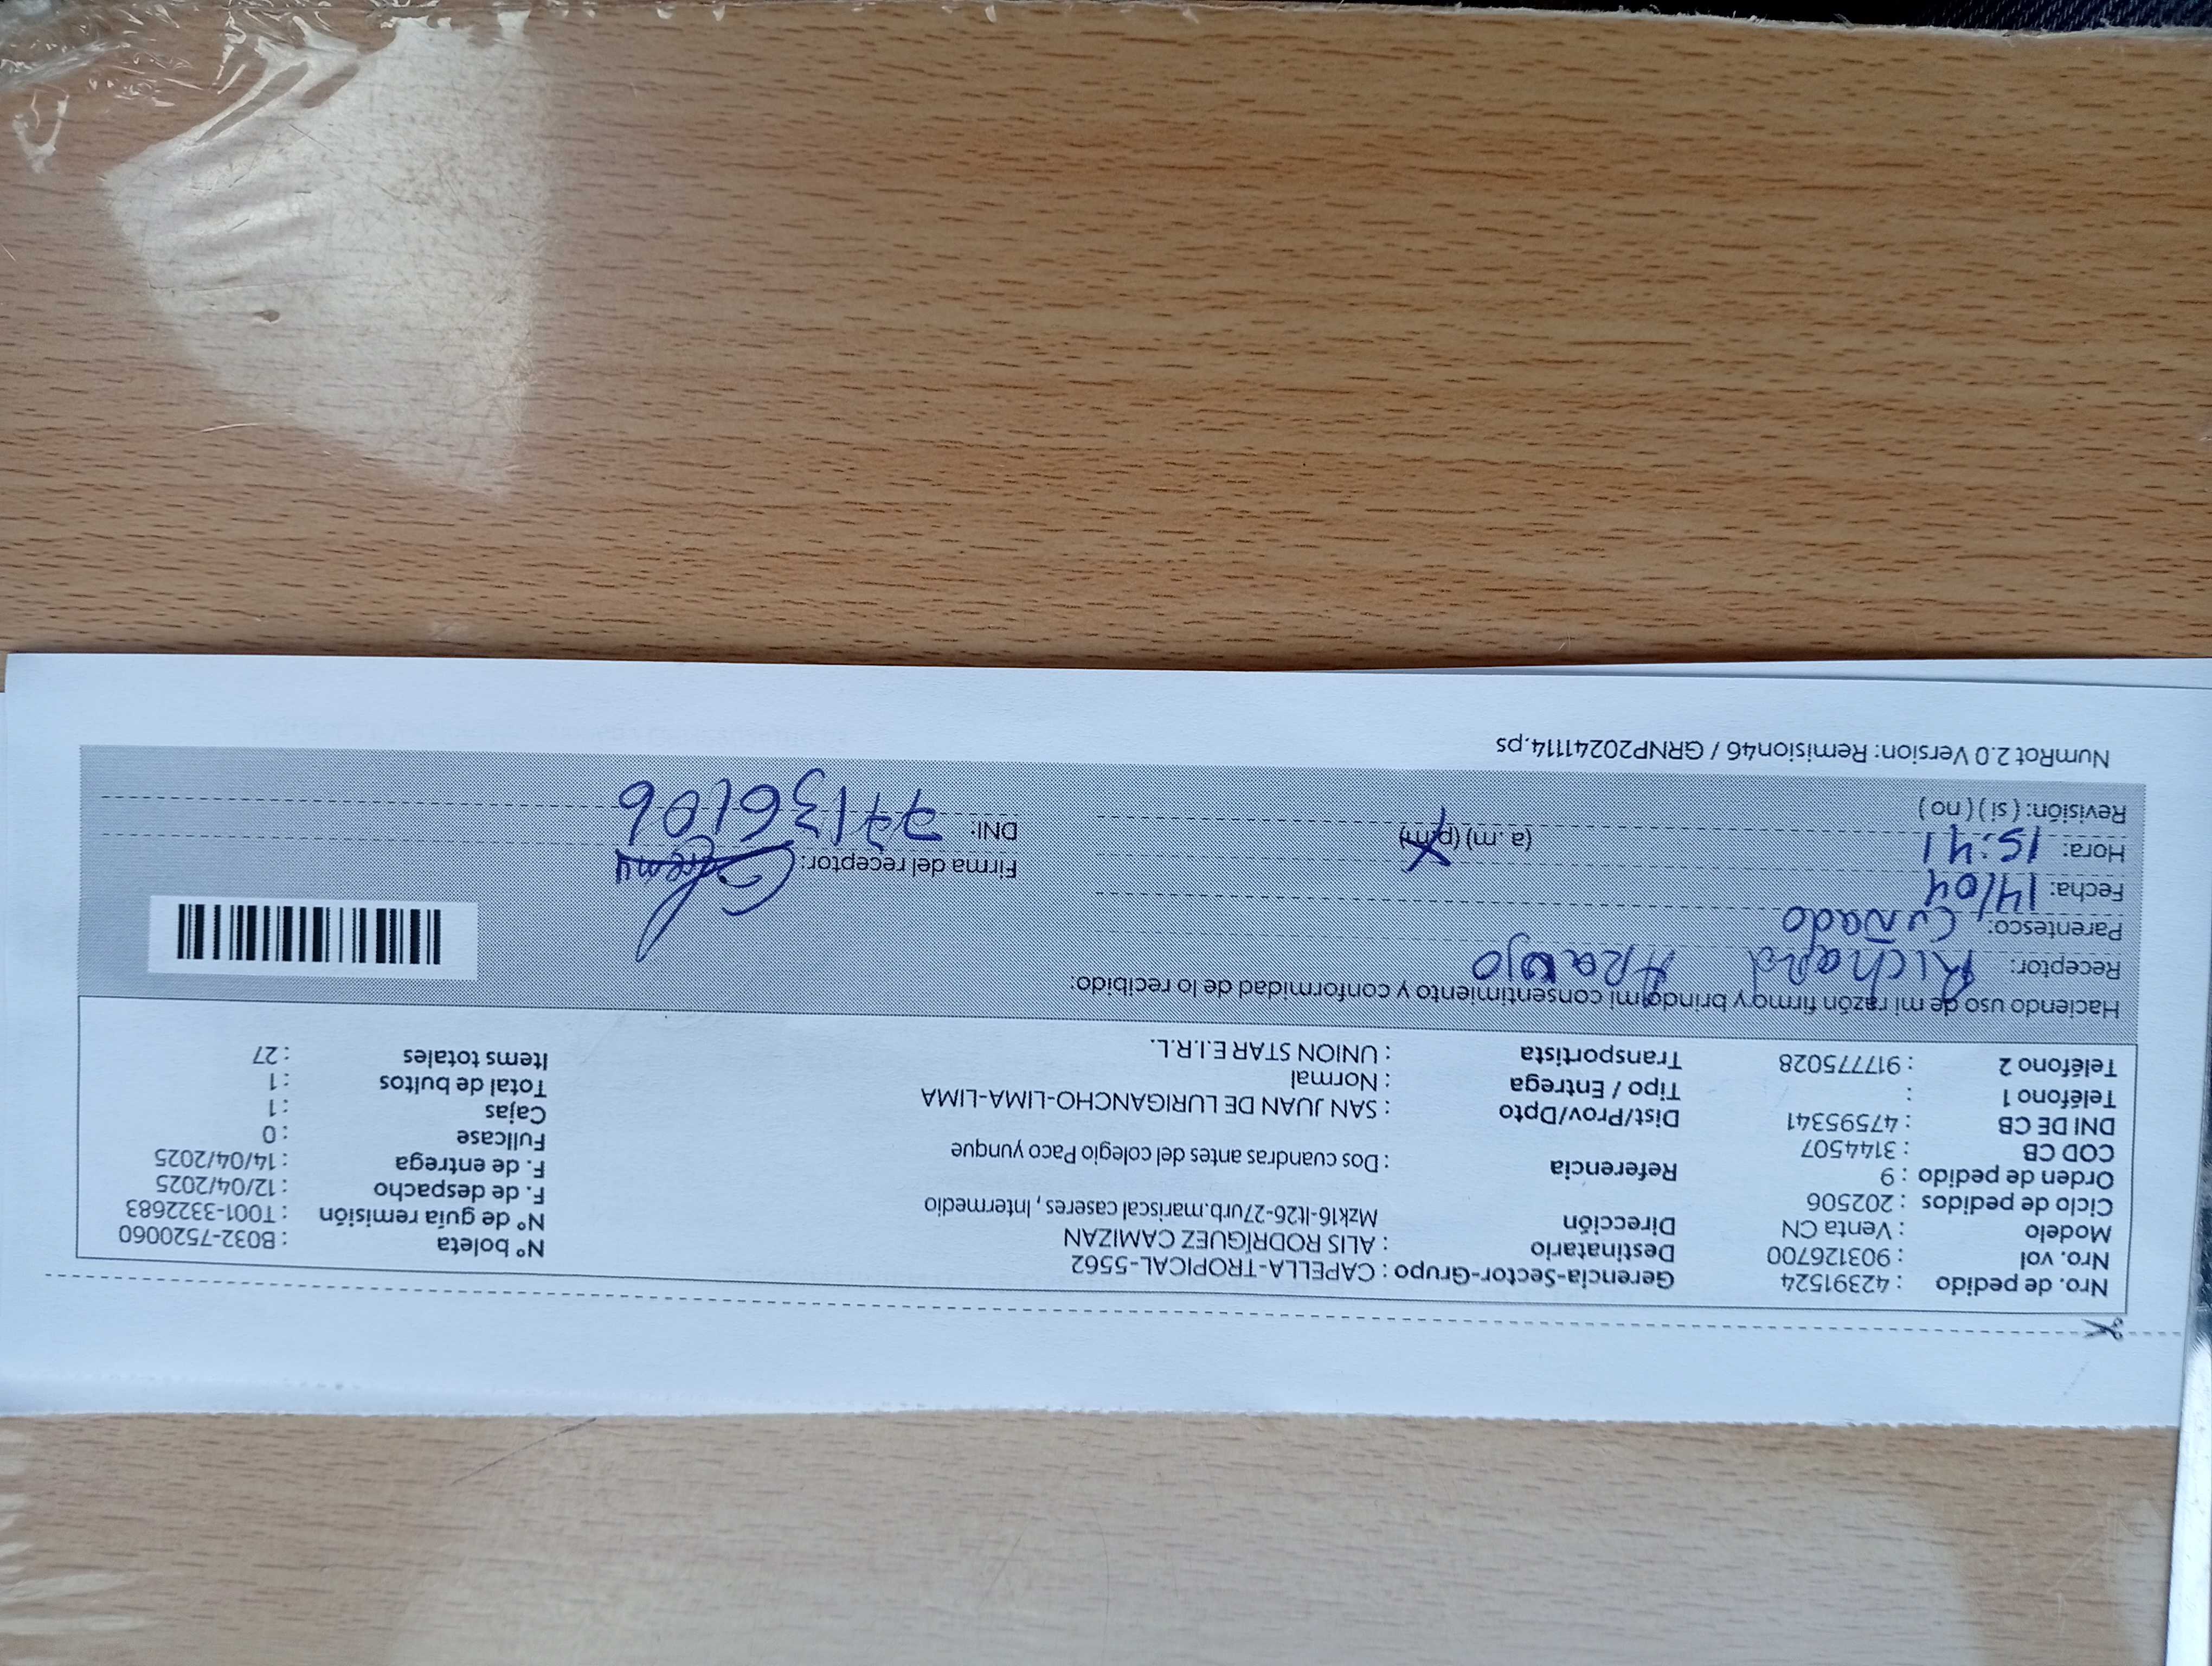 Nro. de pedido : 42391524 Gerencia-Sector-Grupo : CAPELLA-TROPICAL-5562
Nro. vol : 903126700 Destinatario : ALIS RODRÍGUEZ CAMIZAN Nº boleta : B032-7520060
Modelo : Venta CN Dirección Mzk16-lt26-27urb.mariscal caseres , Intermedio Nº de guía remisión : T001-3322683
Ciclo de pedidos : 202506 F. de despacho : 12/04/2025
Orden de pedido : 9 Referencia : Dos cuandras antes del colegio Paco yunque F. de entrega : 14/04/2025
COD CB : 3144507 Fullcase : 0
DNI DE CB : 47595341 Dist/Prov/Dpto : SAN JUAN DE LURIGANCHO-LIMA-LIMA Cajas : 1
Teléfono 1 : Tipo / Entrega : Normal Total de bultos : 1
Teléfono 2 : 917775028 Transportista : UNION STAR E.I.R.L. Items totales : 27
Haciendo uso de mi razón firmo y brindo mi consentimiento y conformidad de lo recibido:
Receptor: Richard Araujo
Parentesco: Cuñado
Fecha: 14/04 Firma del receptor:
Hora: 15:41 (a. m) (p.m) DNI: 77136106
Revisión: ( si ) ( no )
NumRot 2.0 Version: Remision46 / GRNP20241114.ps